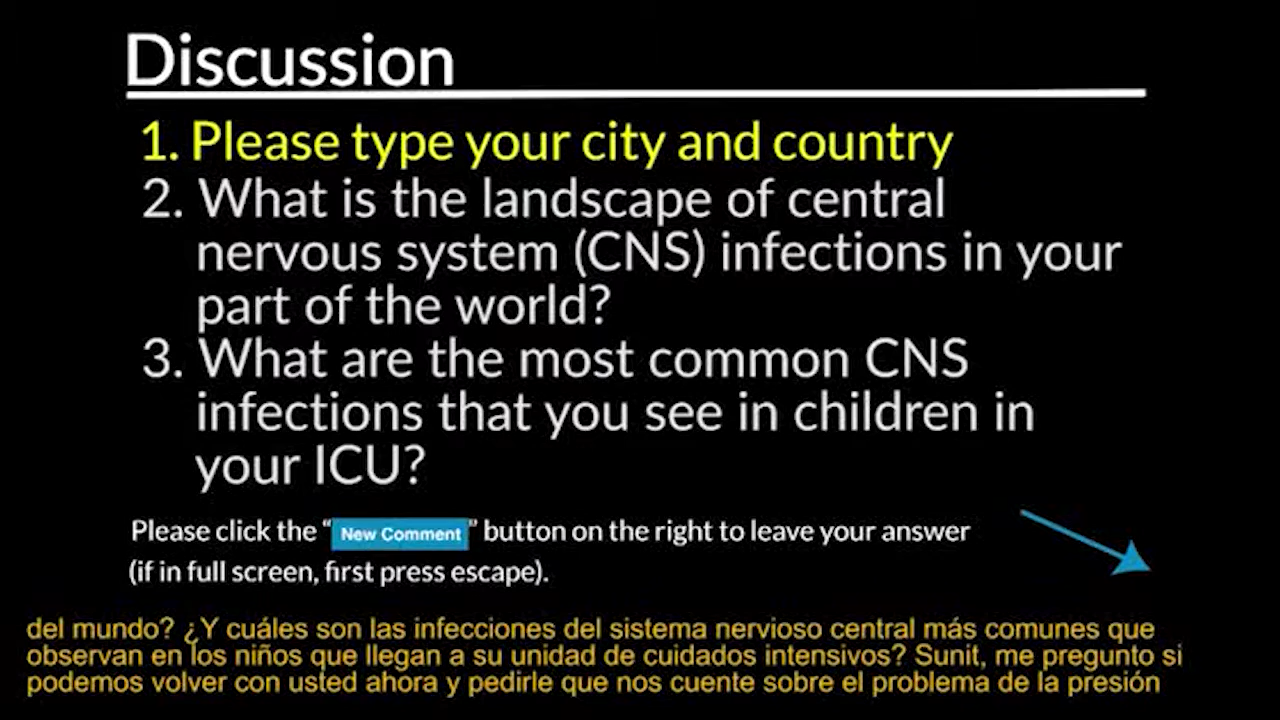 Discussion
1. Please type your city and country
2. What is the landscape of central
nervous system (CNS) infections in your
part of the world?
3. What are the most common CNS
infections that you see in children in
your ICU?
Please click the “New Comment” button on the right to leave your answer
(if in full screen, first press escape).
del mundo? ¿Y cuáles son las infecciones del sistema nervioso central más comunes que
observan en los niños que llegan a su unidad de cuidados intensivos? Sunit, me pregunto si
podemos volver con usted ahora y pedirle que nos cuente sobre el problema de la presión